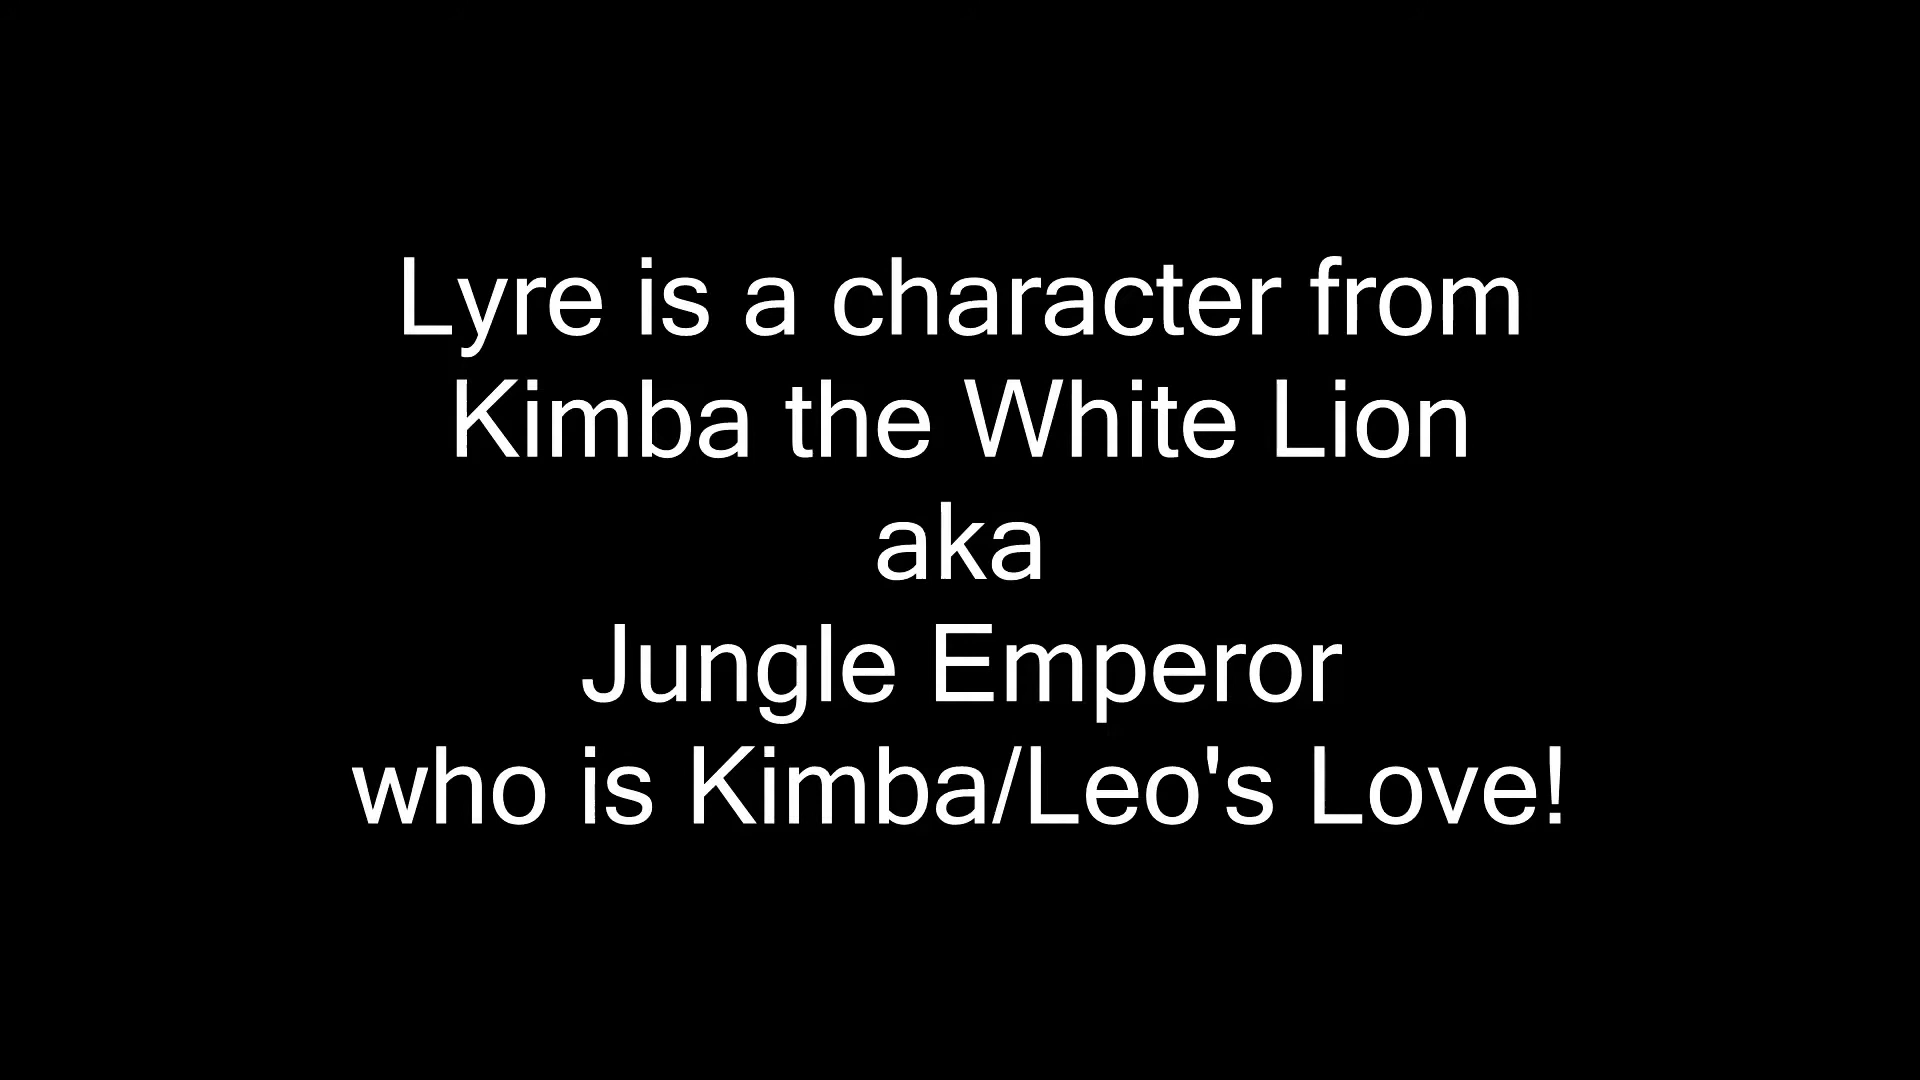 Lyre is a character from
Kimba the White Lion
aka
Jungle Emperor
who is Kimba/Leo's Love!